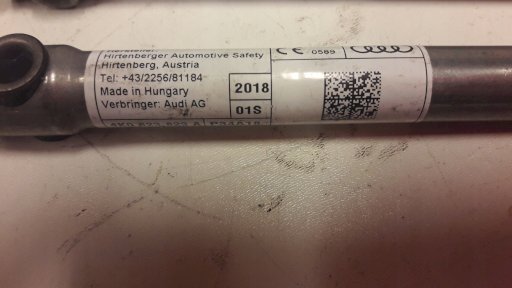 Hersteller:
Hirtenberger Automotive Safety
Hirtenberg, Austria
Tel: +43/2256/81184
Made in Hungary
Verbringer: Audi AG
2018
01S
CE 0589